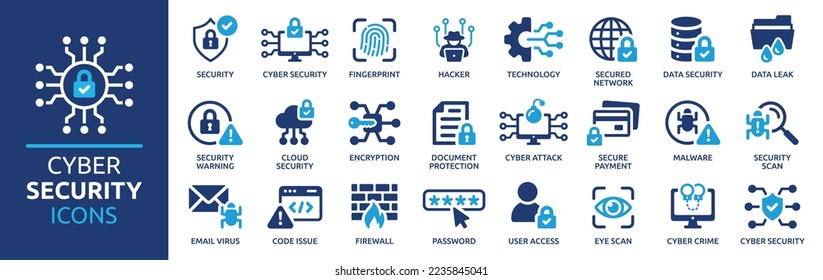 CYBER
SECURITY
ICONS
SECURITY
CYBER SECURITY
FINGERPRINT
HACKER
TECHNOLOGY
SECURED
NETWORK
DATA SECURITY
DATA LEAK
SECURITY
WARNING
CLOUD
SECURITY
ENCRYPTION
DOCUMENT
PROTECTION
CYBER ATTACK
SECURE
PAYMENT
MALWARE
SECURITY
SCAN
EMAIL VIRUS
CODE ISSUE
FIREWALL
****
PASSWORD
USER ACCESS
EYE SCAN
CYBER CRIME
CYBER SECURITY
shutterstock.com · 2235845041